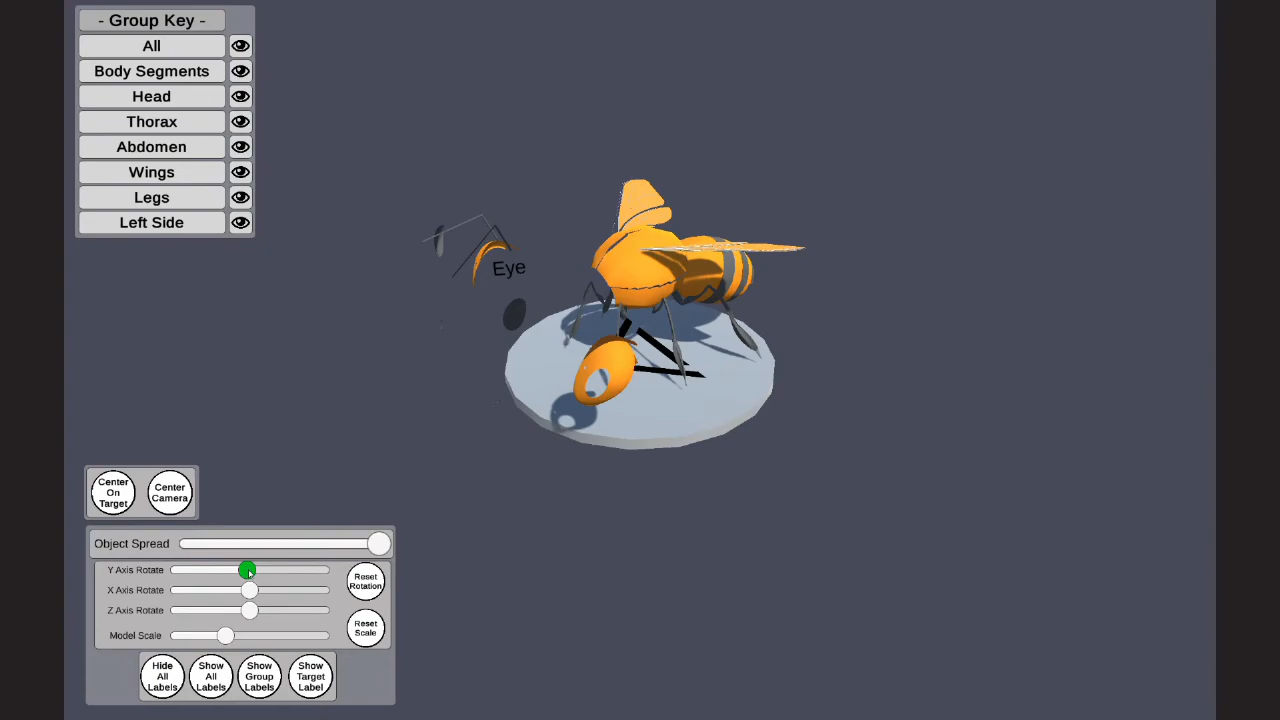 - Group Key -
All
Body Segments
Head
Thorax
Abdomen
Wings
Legs
Left Side
Eye
Center
On
Target
Center
Camera
Object Spread
Y Axis Rotate
X Axis Rotate
Z Axis Rotate
Model Scale
Reset
Rotation
Reset
Scale
Hide
All
Labels
Show
All
Labels
Show
Group
Labels
Show
Target
Label